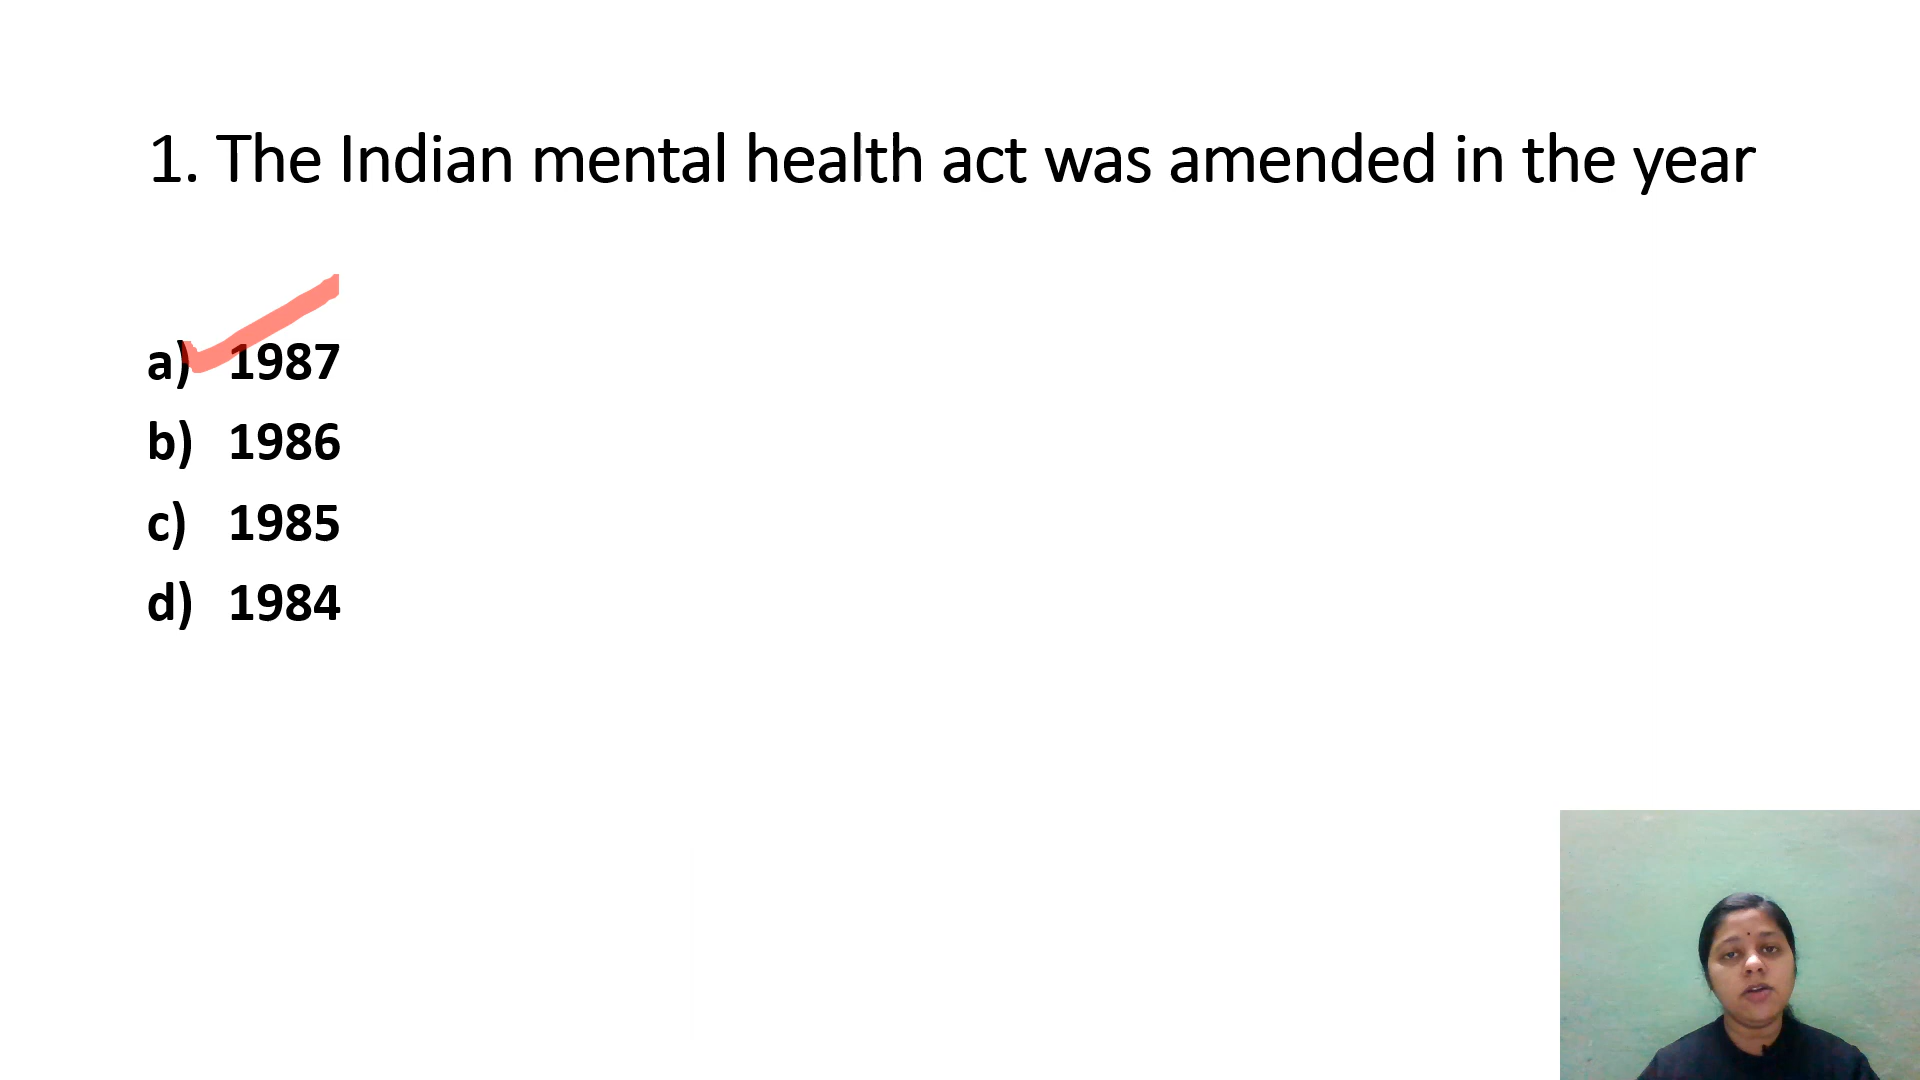 1. The Indian mental health act was amended in the year
a) 1987
b) 1986
c) 1985
d) 1984